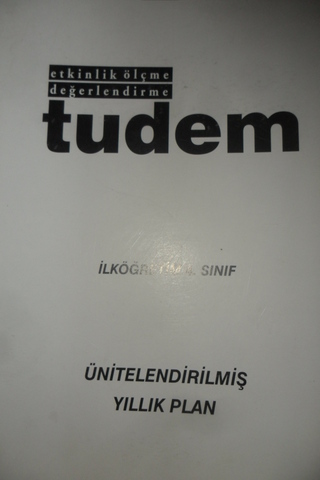 etkinlik ölçme
değerlendirme
tudem
SINIF
ÜNİTELENDİRİLMİŞ
YILLIK PLAN